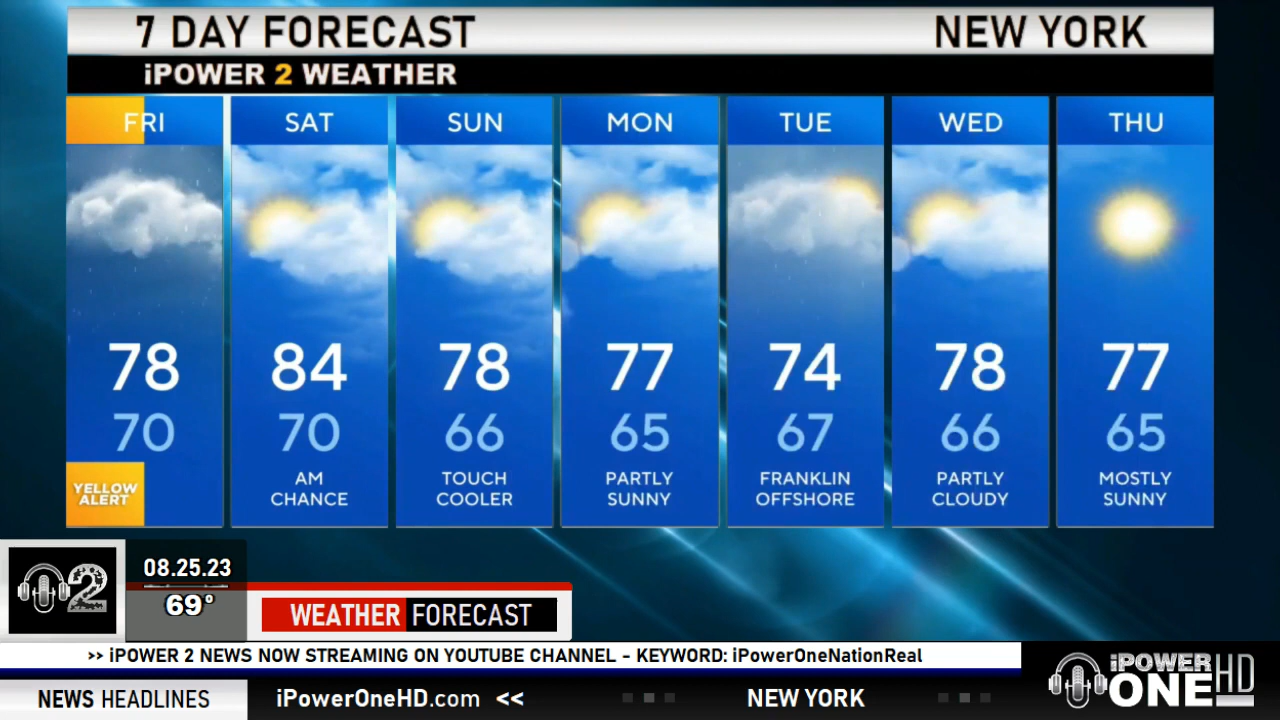 7 DAY FORECAST
NEW YORK
iPOWER 2 WEATHER
FRI
78
70
YELLOW
ALERT
SAT
84
70
AM
CHANCE
SUN
78
66
TOUCH
COOLER
MON
77
65
PARTLY
SUNNY
TUE
74
67
FRANKLIN
OFFSHORE
WED
78
66
PARTLY
CLOUDY
THU
77
65
MOSTLY
SUNNY
2
08.25.23
69°
WEATHER FORECAST
>> iPOWER 2 NEWS NOW STREAMING ON YOUTUBE CHANNEL - KEYWORD: iPowerOneNationReal
NEWS HEADLINES
iPowerOneHD.com <<
NEW YORK
iPOWER
ONE HD